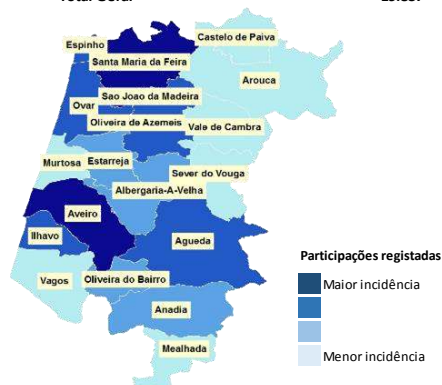 Castelo de Paiva
Espinho
Santa Maria da Feira
Arouca
Sao Joao da Madeira
Ovar
Oliveira de Azemeis
Vale de Cambra
Murtosa
Estarreja
Sever do Vouga
Albergaria-A-Velha
Aveiro
Ilhavo
Agueda
Participações registadas
Maior incidência
Vagos
Oliveira do Bairro
Anadia
Mealhada
Menor incidência